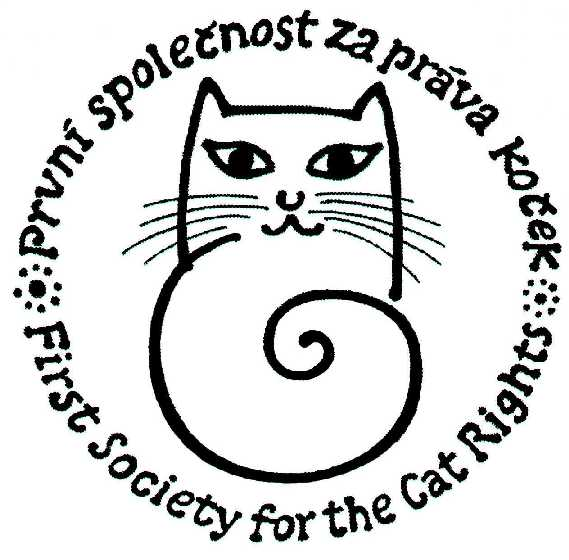 První společnost za práva koček
First Society for the Cat Rights